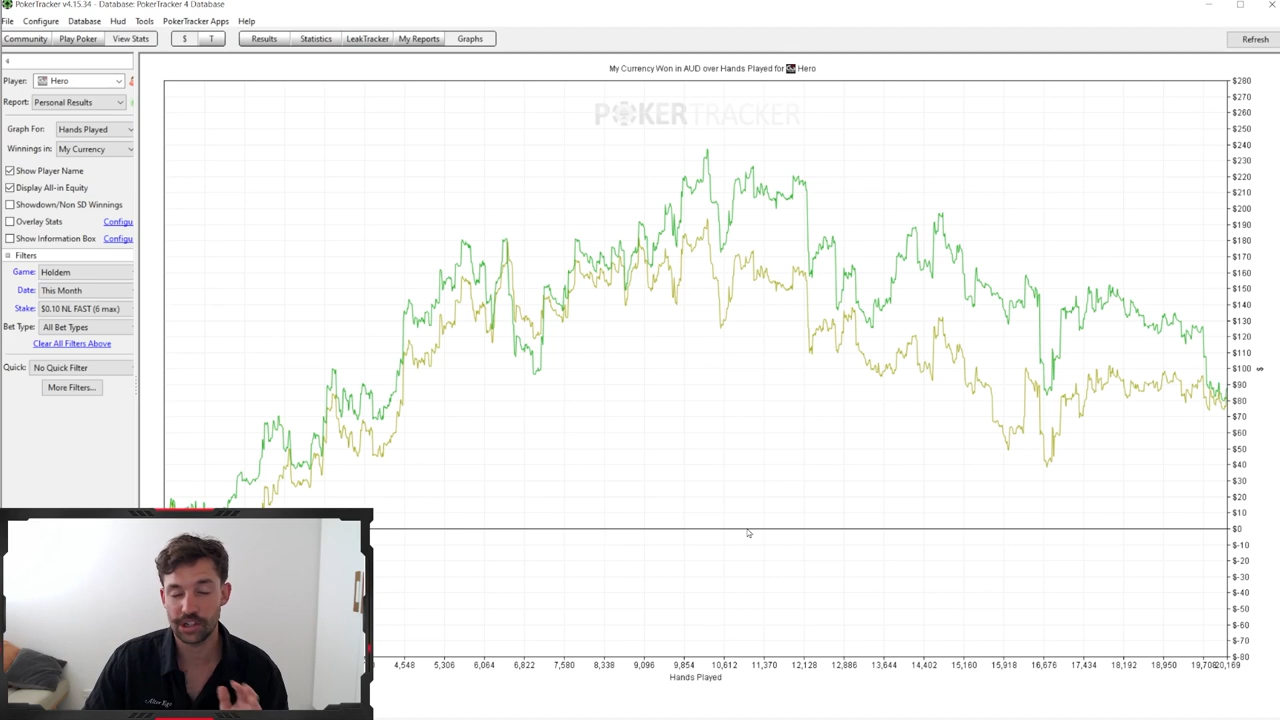 PokerTracker v4.15.34 - Database: PokerTracker 4 Database
File Configure Database Hud Tools PokerTracker Apps Help
Community Play Poker View Stats $ T Results Statistics LeakTracker My Reports Graphs Refresh
Player: Hero
Report: Personal Results
Graph For: Hands Played
Winnings in: My Currency
Show Player Name
Display All-in Equity
Showdown/Non SD Winnings
Overlay Stats Configu
Show Information Box Configu
Filters
Game: Holdem
Date: This Month
Stake: $0.10 NL FAST (6 max)
Bet Type: All Bet Types
Clear All Filters Above
Quick: No Quick Filter
More Filters...
My Currency Won in AUD over Hands Played for Hero
POKERTRACKER
$280
$270
$260
$250
$240
$230
$220
$210
$200
$190
$180
$170
$160
$150
$140
$130
$120
$110
$100
$90
$80
$70
$60
$50
$40
$30
$20
$10
$0
$-10
$-20
$-30
$-40
$-50
$-60
$-70
$-80
$
4,548 5,306 6,064 6,822 7,580 8,338 9,096 9,854 10,612 11,370 12,128 12,886 13,644 14,402 15,160 15,918 16,676 17,434 18,192 18,950 19,708 20,169
Hands Played